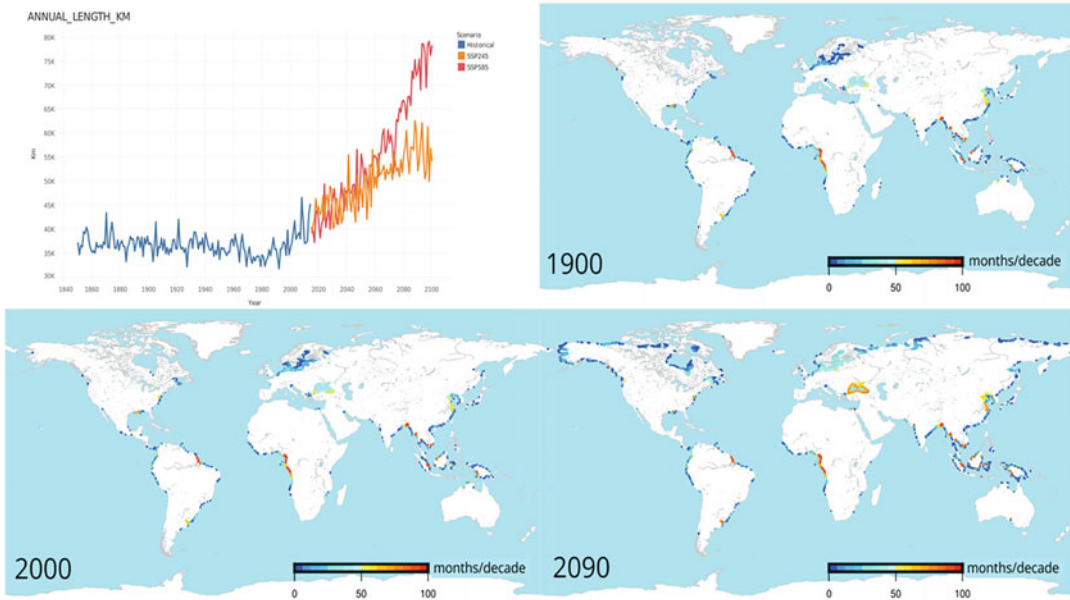 ANNUAL_LENGTH_KM
Scenario
Historical
SSP245
SSP585
80K
75K
70K
65K
60K
55K
50K
45K
40K
35K
30K
Km
1840 1860 1880 1900 1920 1940 1960 1980 2000 2020 2040 2060 2080 2100
Year
1900
months/decade
0 50 100
2000
months/decade
0 50 100
2090
months/decade
0 50 100